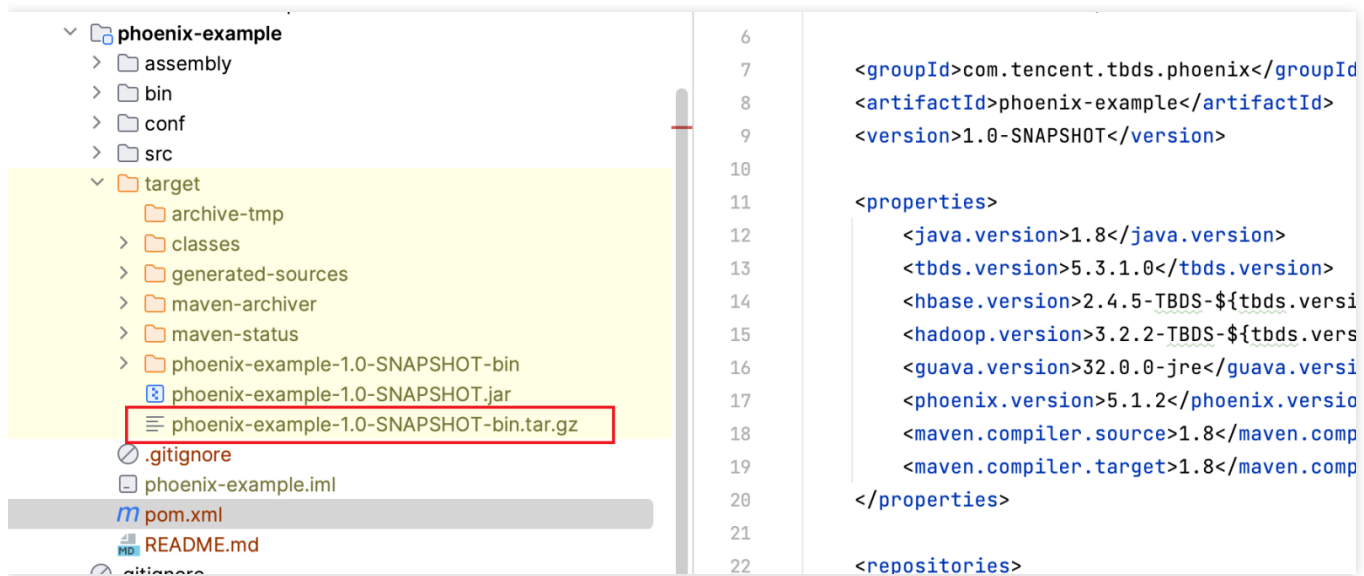 phoenix-example
assembly
bin
conf
src
target
archive-tmp
classes
generated-sources
maven-archiver
maven-status
phoenix-example-1.0-SNAPSHOT-bin
phoenix-example-1.0-SNAPSHOT.jar
phoenix-example-1.0-SNAPSHOT-bin.tar.gz
.gitignore
phoenix-example.iml
m pom.xml
MD README.md
.gitignore
6
7 <groupId>com.tencent.tbds.phoenix</groupId
8 <artifactId>phoenix-example</artifactId>
9 <version>1.0-SNAPSHOT</version>
10
11 <properties>
12 <java.version>1.8</java.version>
13 <tbds.version>5.3.1.0</tbds.version>
14 <hbase.version>2.4.5-TBDS-${tbds.versi
15 <hadoop.version>3.2.2-TBDS-${tbds.vers
16 <guava.version>32.0.0-jre</guava.versi
17 <phoenix.version>5.1.2</phoenix.versio
18 <maven.compiler.source>1.8</maven.comp
19 <maven.compiler.target>1.8</maven.comp
20 </properties>
21
22 <repositories>